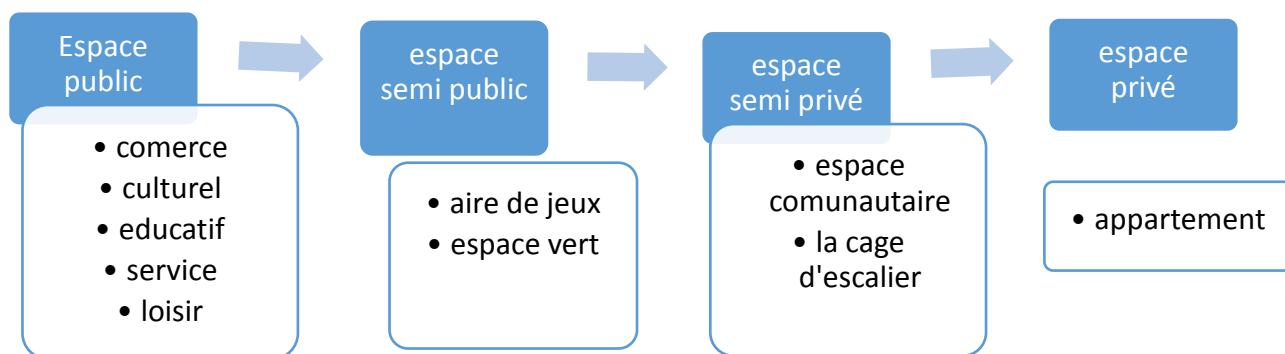 Espace
public
• comerce
• culturel
• educatif
• service
• loisir
espace
semi public
• aire de jeux
• espace vert
espace
semi privé
• espace
comunautaire
• la cage
d'escalier
espace
privé
• appartement